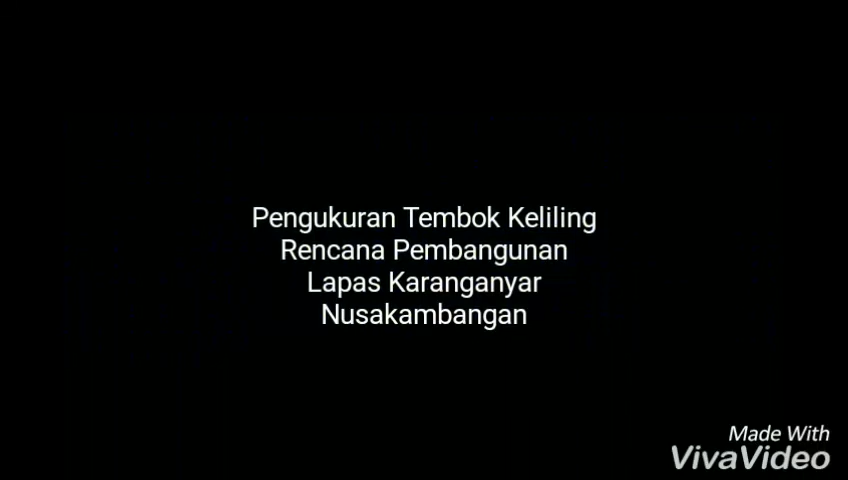 Pengukuran Tembok Keliling
Rencana Pembangunan
Lapas Karanganyar
Nusakambangan
Made With
VivaVideo